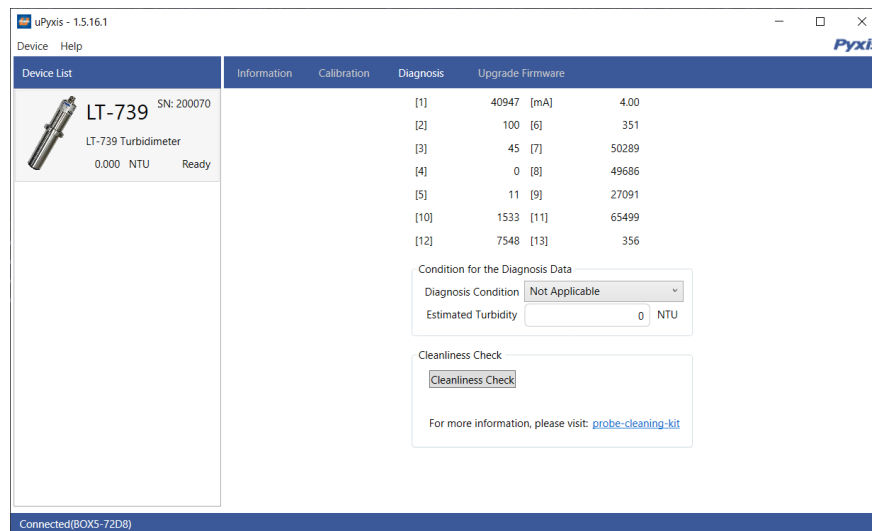 uPyxis - 1.5.16.1
Device Help
Pyxis
Device List Information Calibration Diagnosis Upgrade Firmware
LT-739 SN: 200070
LT-739 Turbidimeter
0.000 NTU Ready
[1] 40947 [mA] 4.00
[2] 100 [6] 351
[3] 45 [7] 50289
[4] 0 [8] 49686
[5] 11 [9] 27091
[10] 1533 [11] 65499
[12] 7548 [13] 356
Condition for the Diagnosis Data
Diagnosis Condition Not Applicable
Estimated Turbidity 0 NTU
Cleanliness Check
Cleanliness Check
For more information, please visit: probe-cleaning-kit
Connected(BOX5-72D8)